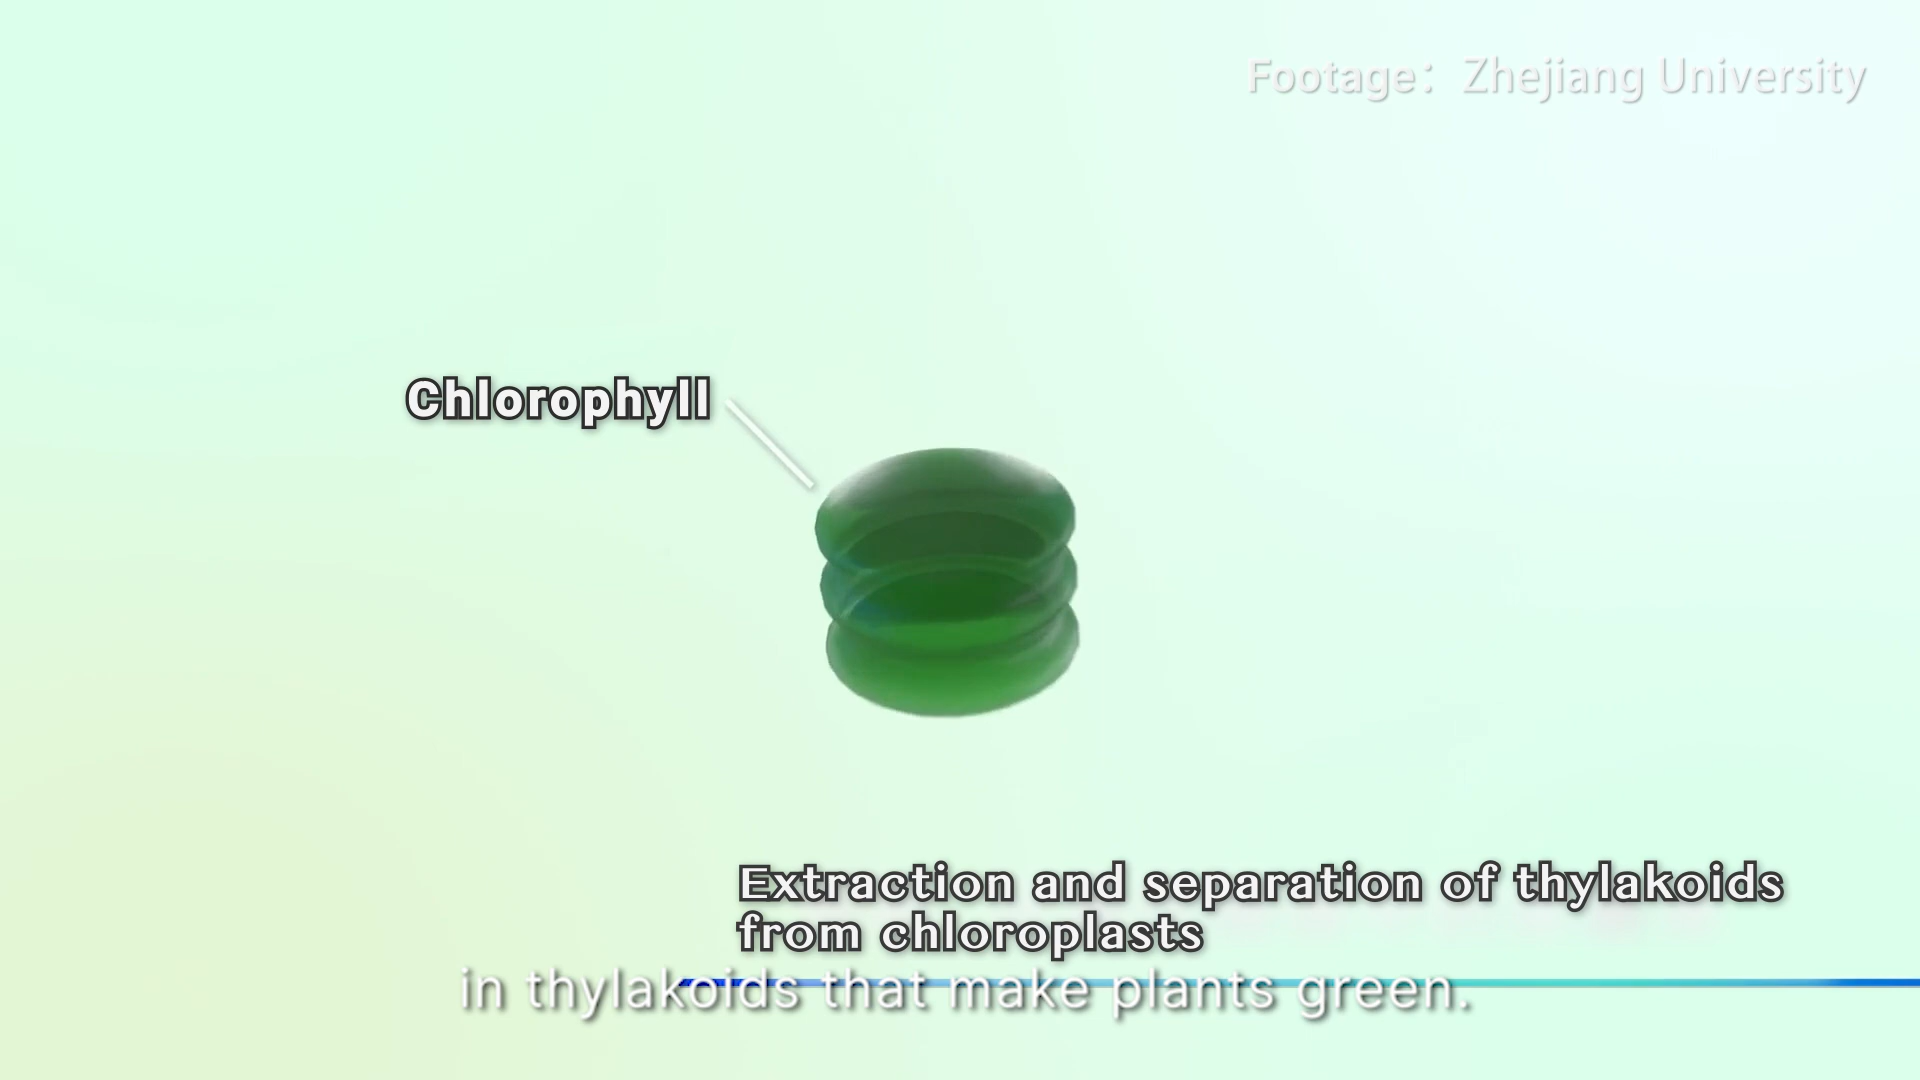 Footage：Zhejiang University
Chlorophyll
Extraction and separation of thylakoids
from chloroplasts
in thylakoids that make plants green.